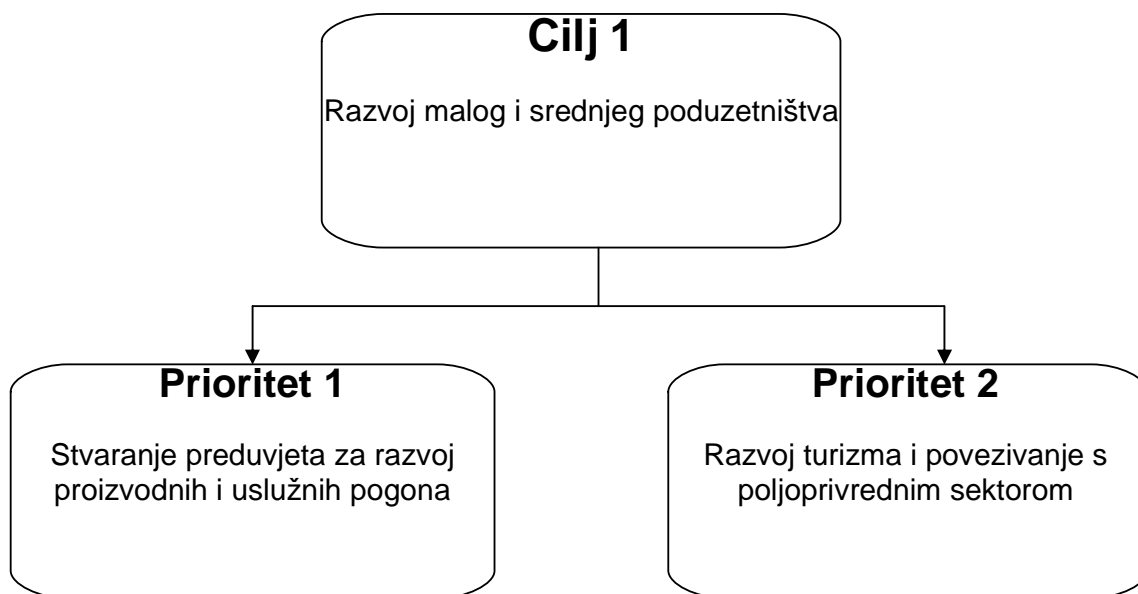 Cilj 1
Razvoj malog i srednjeg poduzetništva
Prioritet 1
Stvaranje preduvjeta za razvoj
proizvodnih i uslužnih pogona
Prioritet 2
Razvoj turizma i povezivanje s
poljoprivrednim sektorom